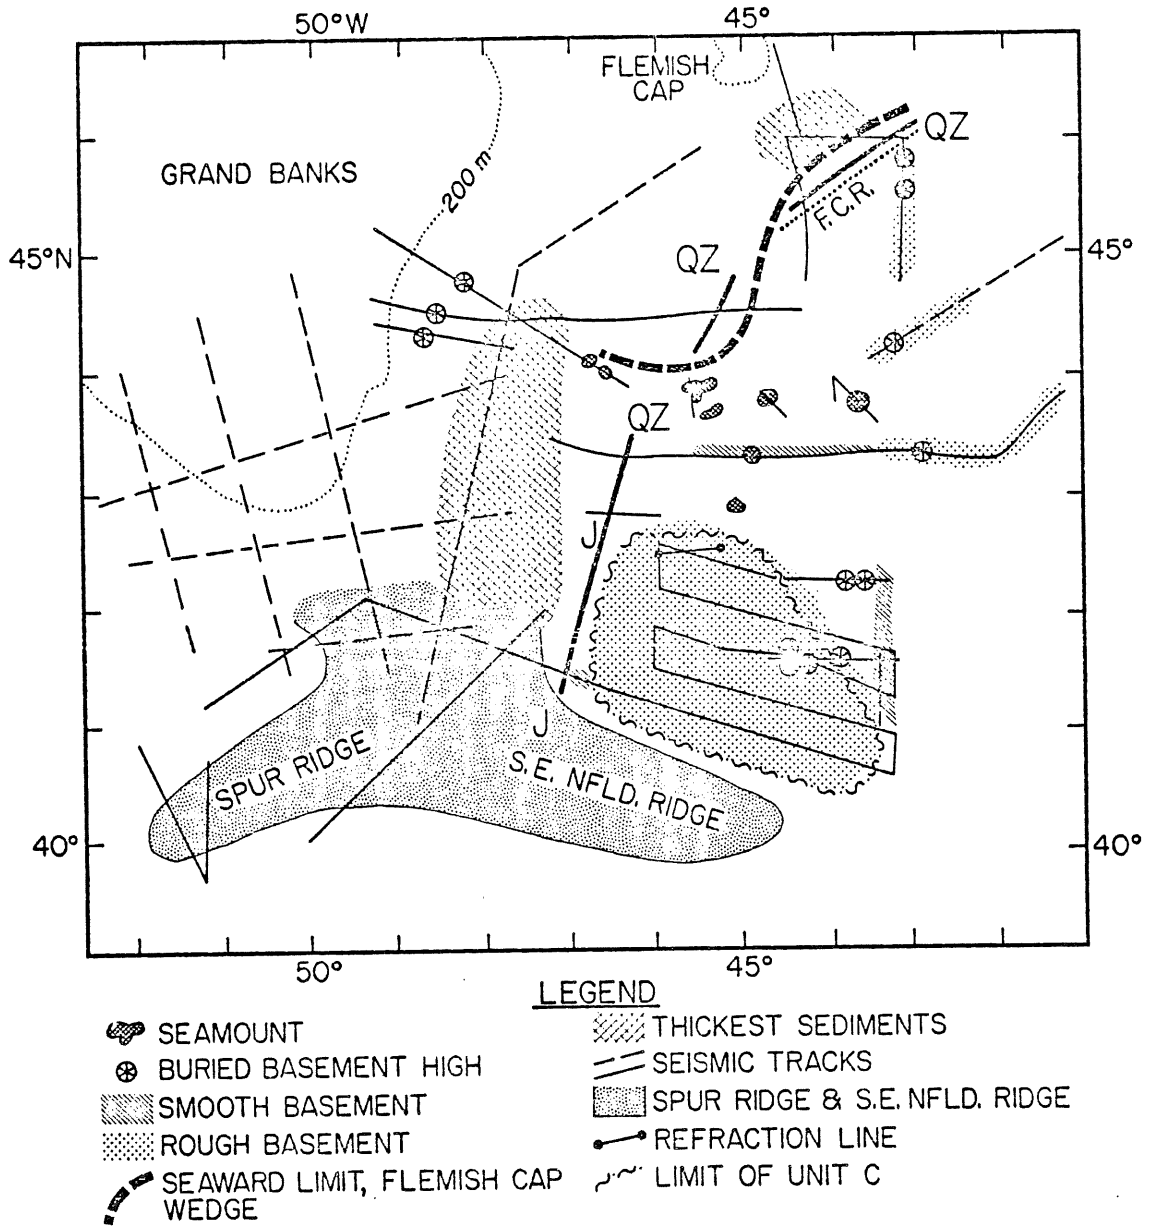 50°W
45°
FLEMISH
CAP
QZ
GRAND BANKS
200 m
F.C.R.
45°N
45°
QZ
QZ
J
J
SPUR RIDGE
S.E. NFLD. RIDGE
40°
40°
50°
45°
LEGEND
SEAMOUNT
BURIED BASEMENT HIGH
SMOOTH BASEMENT
ROUGH BASEMENT
SEAWARD LIMIT, FLEMISH CAP
WEDGE
THICKEST SEDIMENTS
SEISMIC TRACKS
SPUR RIDGE & S.E. NFLD. RIDGE
REFRACTION LINE
LIMIT OF UNIT C